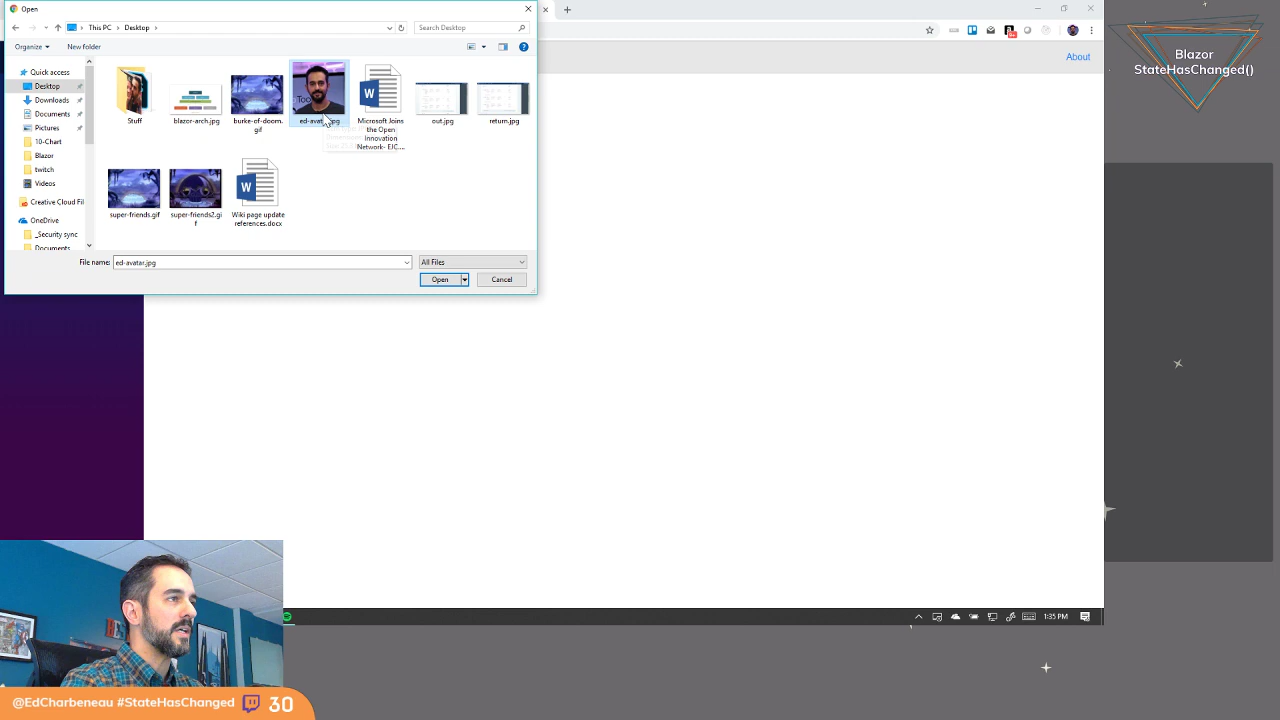 Open
This PC > Desktop >
Search Desktop
Organize
New folder
About
Blazor
StateHasChanged()
Quick access
Desktop
Downloads
Documents
Pictures
10-Chart
Blazor
twitch
Videos
Creative Cloud Fil
OneDrive
_Security sync
Documents
Stuff
blazor-arch.jpg
burke-of-doom.
gif
ed-avatar.jpg
Microsoft Joins
the Open
Innovation
Network- EIC....
out.jpg
return.jpg
super-friends.gif
super-friends2.gi
f
Wiki page update
references.docx
File name:
ed-avatar.jpg
All Files
Open
Cancel
1:35 PM
@EdCharbeneau #StateHasChanged
30